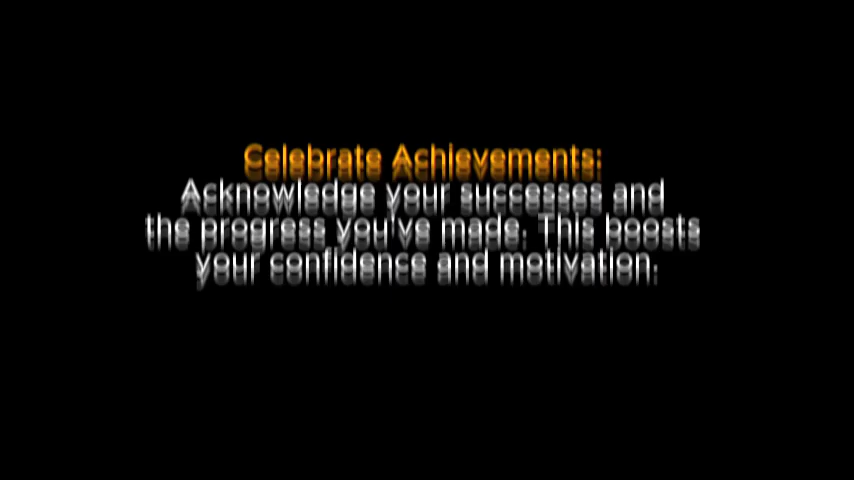 Celebrate Achievements:
Acknowledge your successes and
the progress you've made. This boosts
your confidence and motivation.